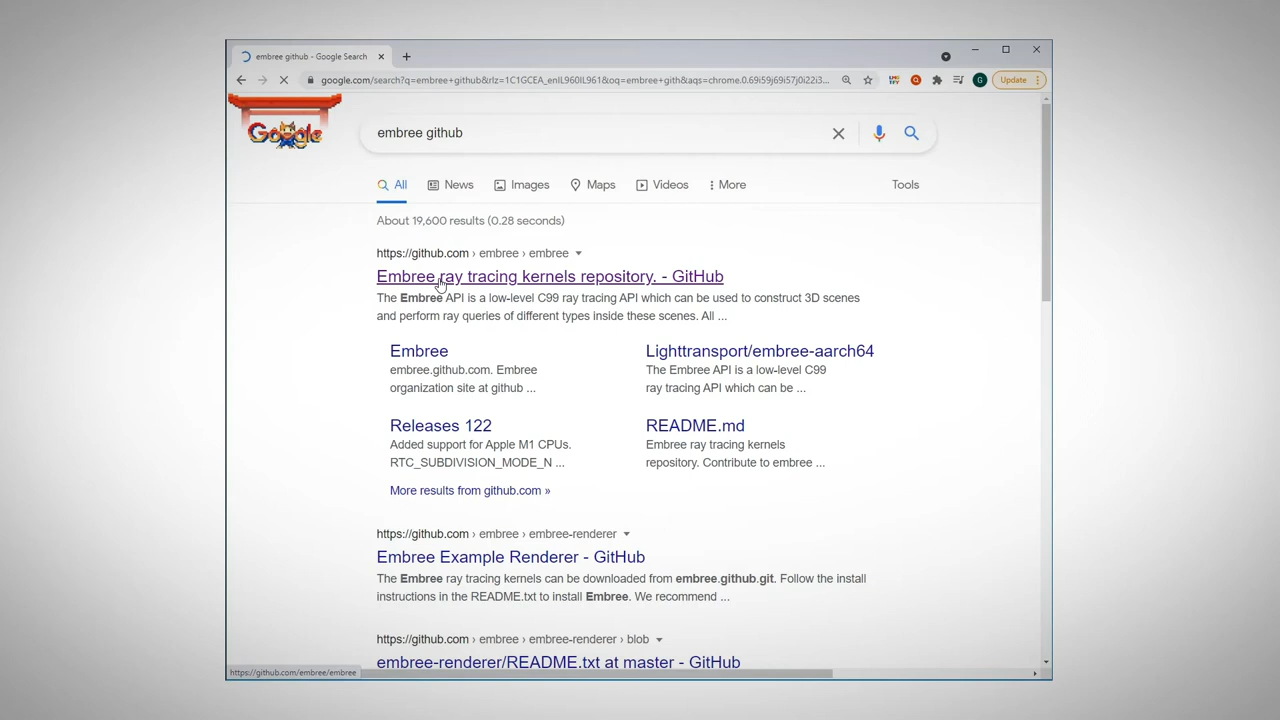 embree github - Google Search
google.com/search?q=embree+github&rlz=1C1GCEA_enIL960IL961&oq=embree+gith&aqs=chrome.0.69i59j69i57j0i22i3...
G
Update
Google
embree github
All
News
Images
Maps
Videos
More
Tools
About 19,600 results (0.28 seconds)
https://github.com › embree › embree
Embree ray tracing kernels repository. - GitHub
The Embree API is a low-level C99 ray tracing API which can be used to construct 3D scenes
and perform ray queries of different types inside these scenes. All ...
Embree
embree.github.com. Embree
organization site at github ...
Lighttransport/embree-aarch64
The Embree API is a low-level C99
ray tracing API which can be ...
Releases 122
Added support for Apple M1 CPUs.
RTC_SUBDIVISION_MODE_N ...
README.md
Embree ray tracing kernels
repository. Contribute to embree ...
More results from github.com »
https://github.com › embree › embree-renderer
Embree Example Renderer - GitHub
The Embree ray tracing kernels can be downloaded from embree.github.git. Follow the install
instructions in the README.txt to install Embree. We recommend ...
https://github.com › embree › embree-renderer › blob
embree-renderer/README.txt at master - GitHub
https://github.com/embree/embree